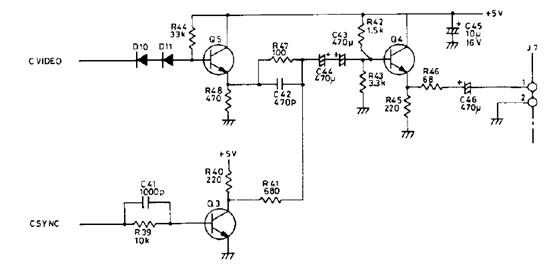 +5V
R44
33k
Q5
R42
1.5k
C43
470μ
Q4
C45
10μ
16V
J7
D10
D11
R47
100
CVIDEO
C44
470μ
R43
3.3k
R46
68
R48
470
C42
470p
R45
220
C46
470μ
1
2
+5V
R40
220
R41
680
C41
1000p
Q3
CSYNC
R39
10k